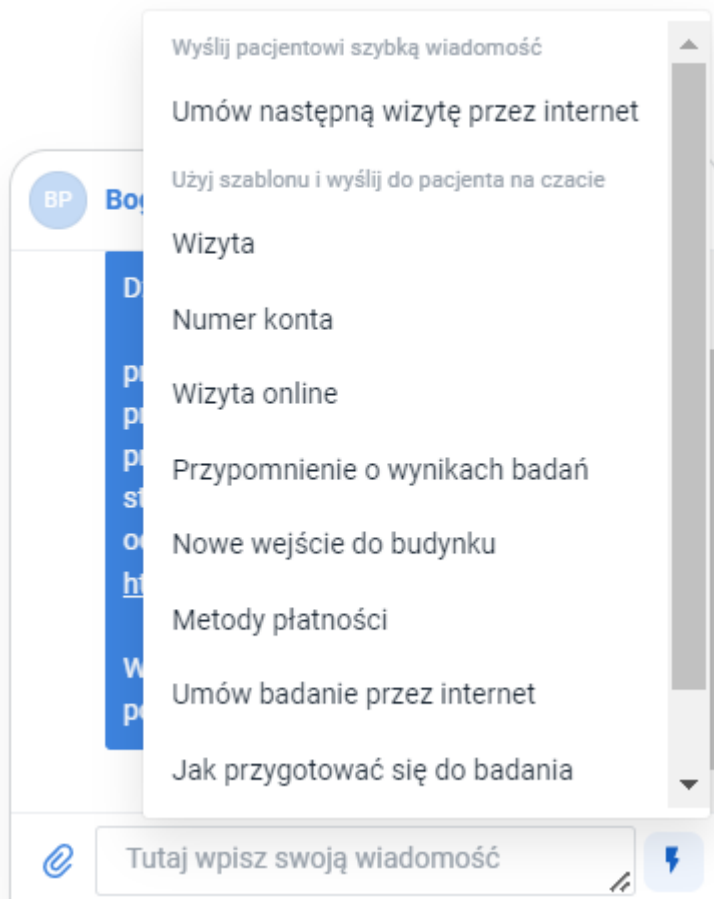 Wyślij pacjentowi szybką wiadomość
Umów następną wizytę przez internet
Użyj szablonu i wyślij do pacjenta na czacie
BP
Wizyta
Numer konta
Wizyta online
Przypomnienie o wynikach badań
Nowe wejście do budynku
Metody płatności
Umów badanie przez internet
Jak przygotować się do badania
Tutaj wpisz swoją wiadomość